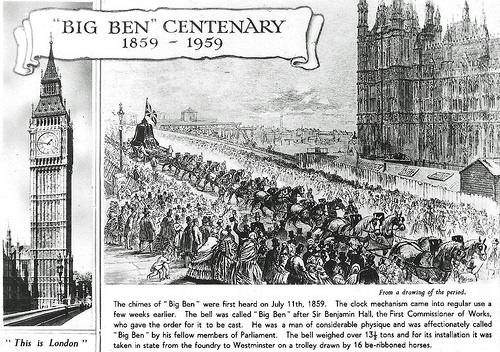 "BIG BEN" CENTENARY
1859 - 1959
From a drawing of the period.
The chimes of "Big Ben" were first heard on July 11th, 1859. The clock mechanism came into regular use a
few weeks earlier. The bell was called "Big Ben" after Sir Benjamin Hall, the First Commissioner of Works,
who gave the order for it to be cast. He was a man of considerable physique and was affectionately called
"Big Ben" by his fellow members of Parliament. The bell weighed over 13½ tons and for its installation it was
taken in state from the foundry to Westminster on a trolley drawn by 16 be-ribboned horses.
"This is London"